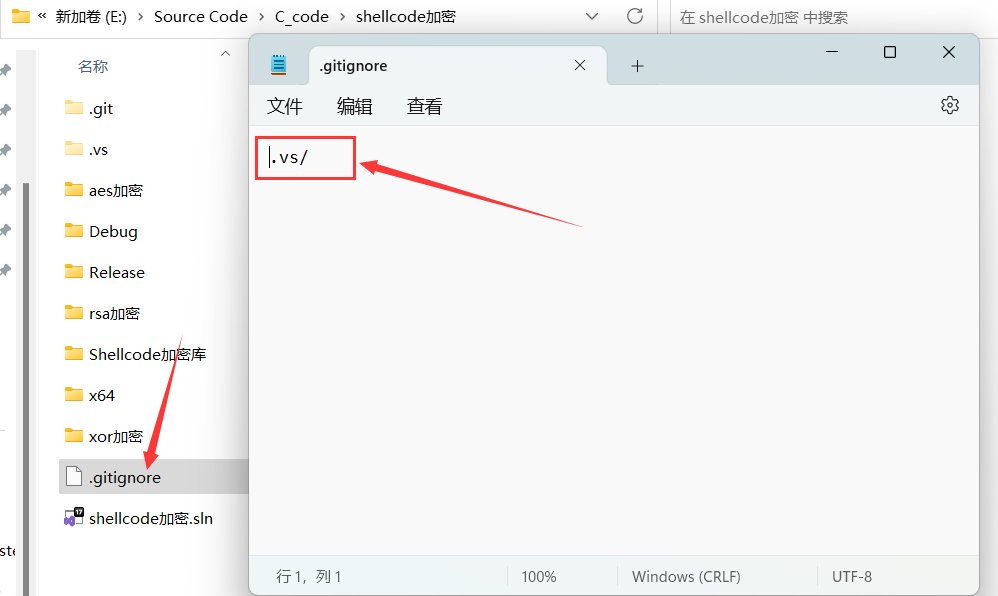 « 新加卷 (E:) › Source Code › C_code › shellcode加密
在 shellcode加密 中搜索
名称
.git
.vs
aes加密
Debug
Release
rsa加密
Shellcode加密库
x64
xor加密
.gitignore
shellcode加密.sln
.gitignore
文件 编辑 查看
.vs/
行 1, 列 1 100% Windows (CRLF) UTF-8